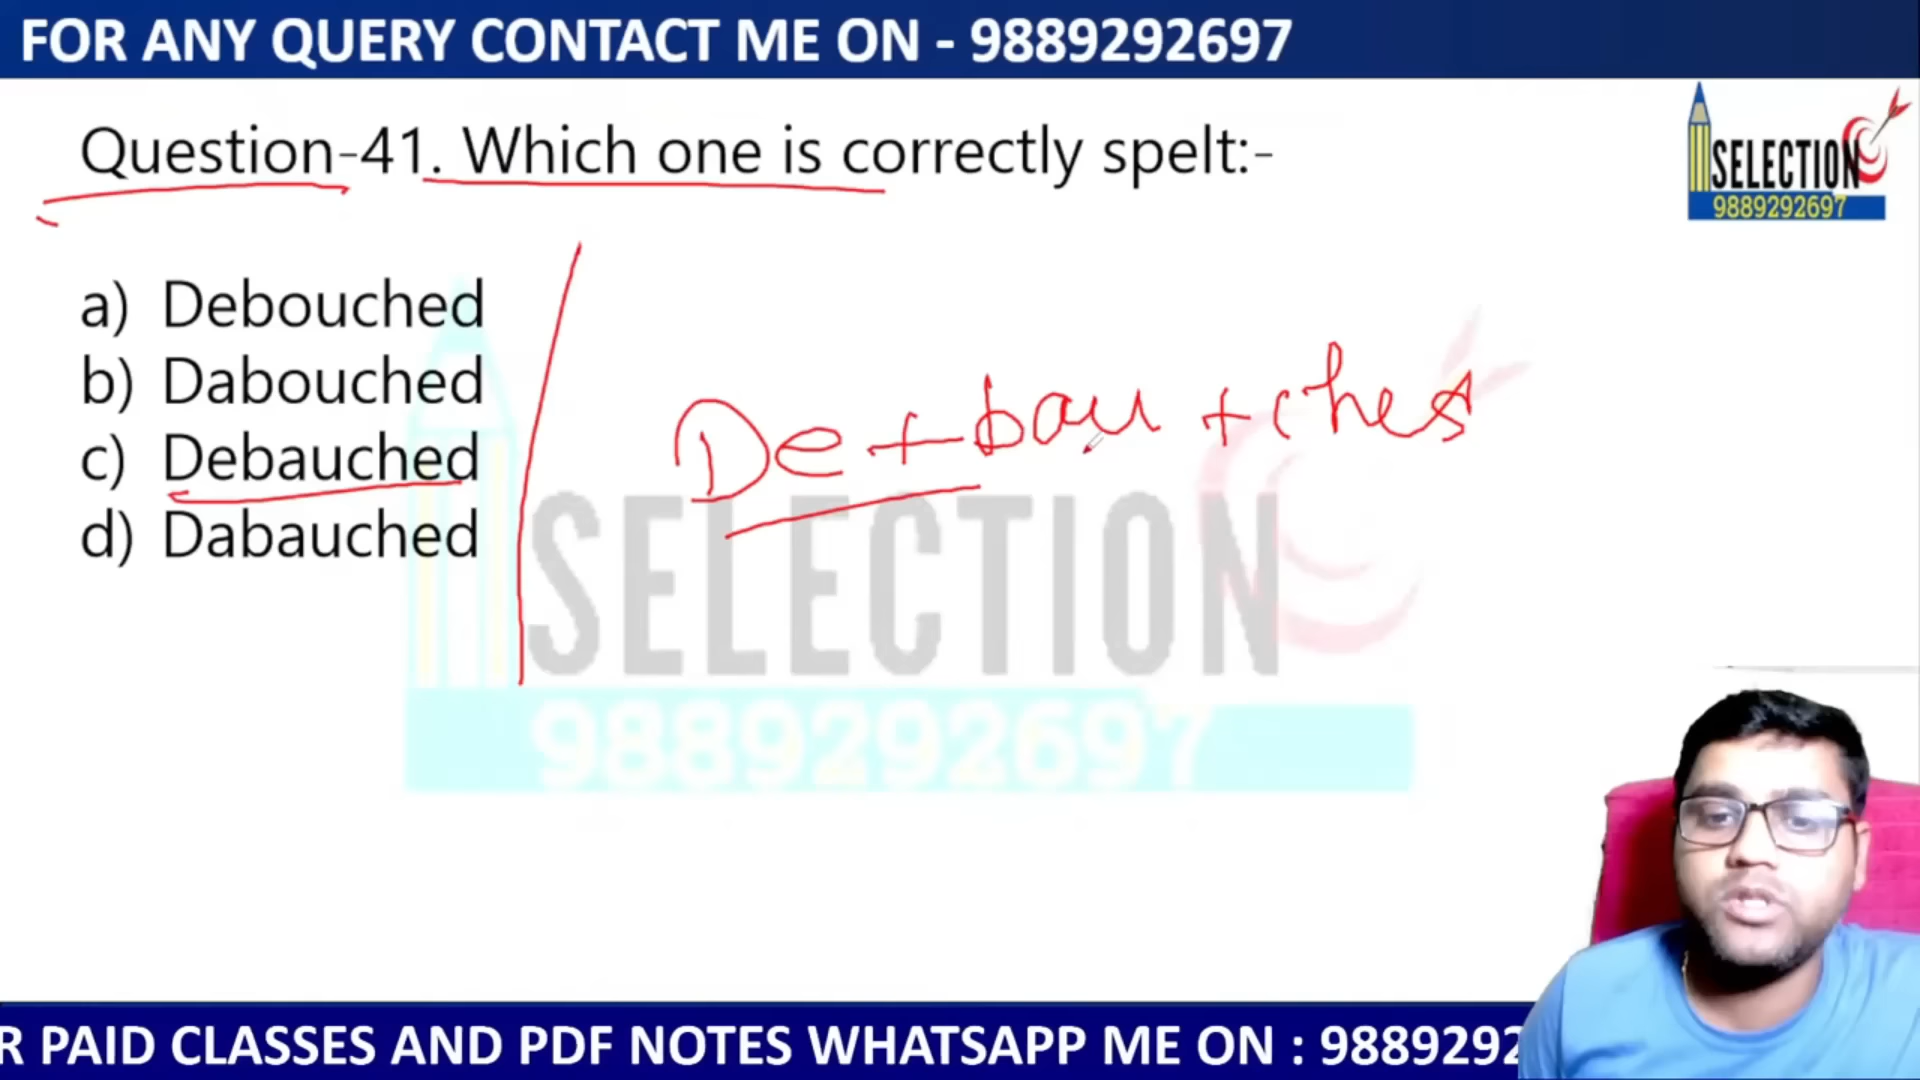 FOR ANY QUERY CONTACT ME ON - 9889292697
Question-41. Which one is correctly spelt:-
SELECTION
9889292697
a) Debouched
b) Dabouched
c) Debauched
d) Dabauched
De + bau + ched
SELECTION
9889292697
R PAID CLASSES AND PDF NOTES WHATSAPP ME ON : 9889292